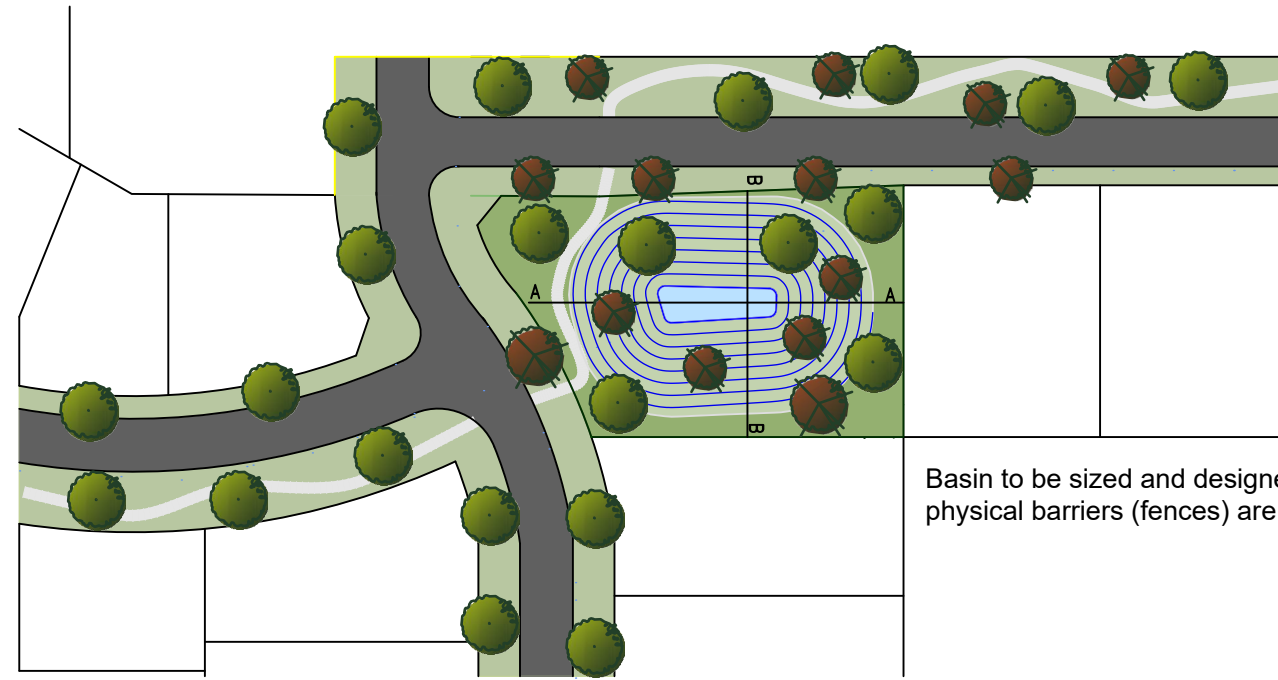 B
A
A
B
Basin to be sized and designe
physical barriers (fences) are